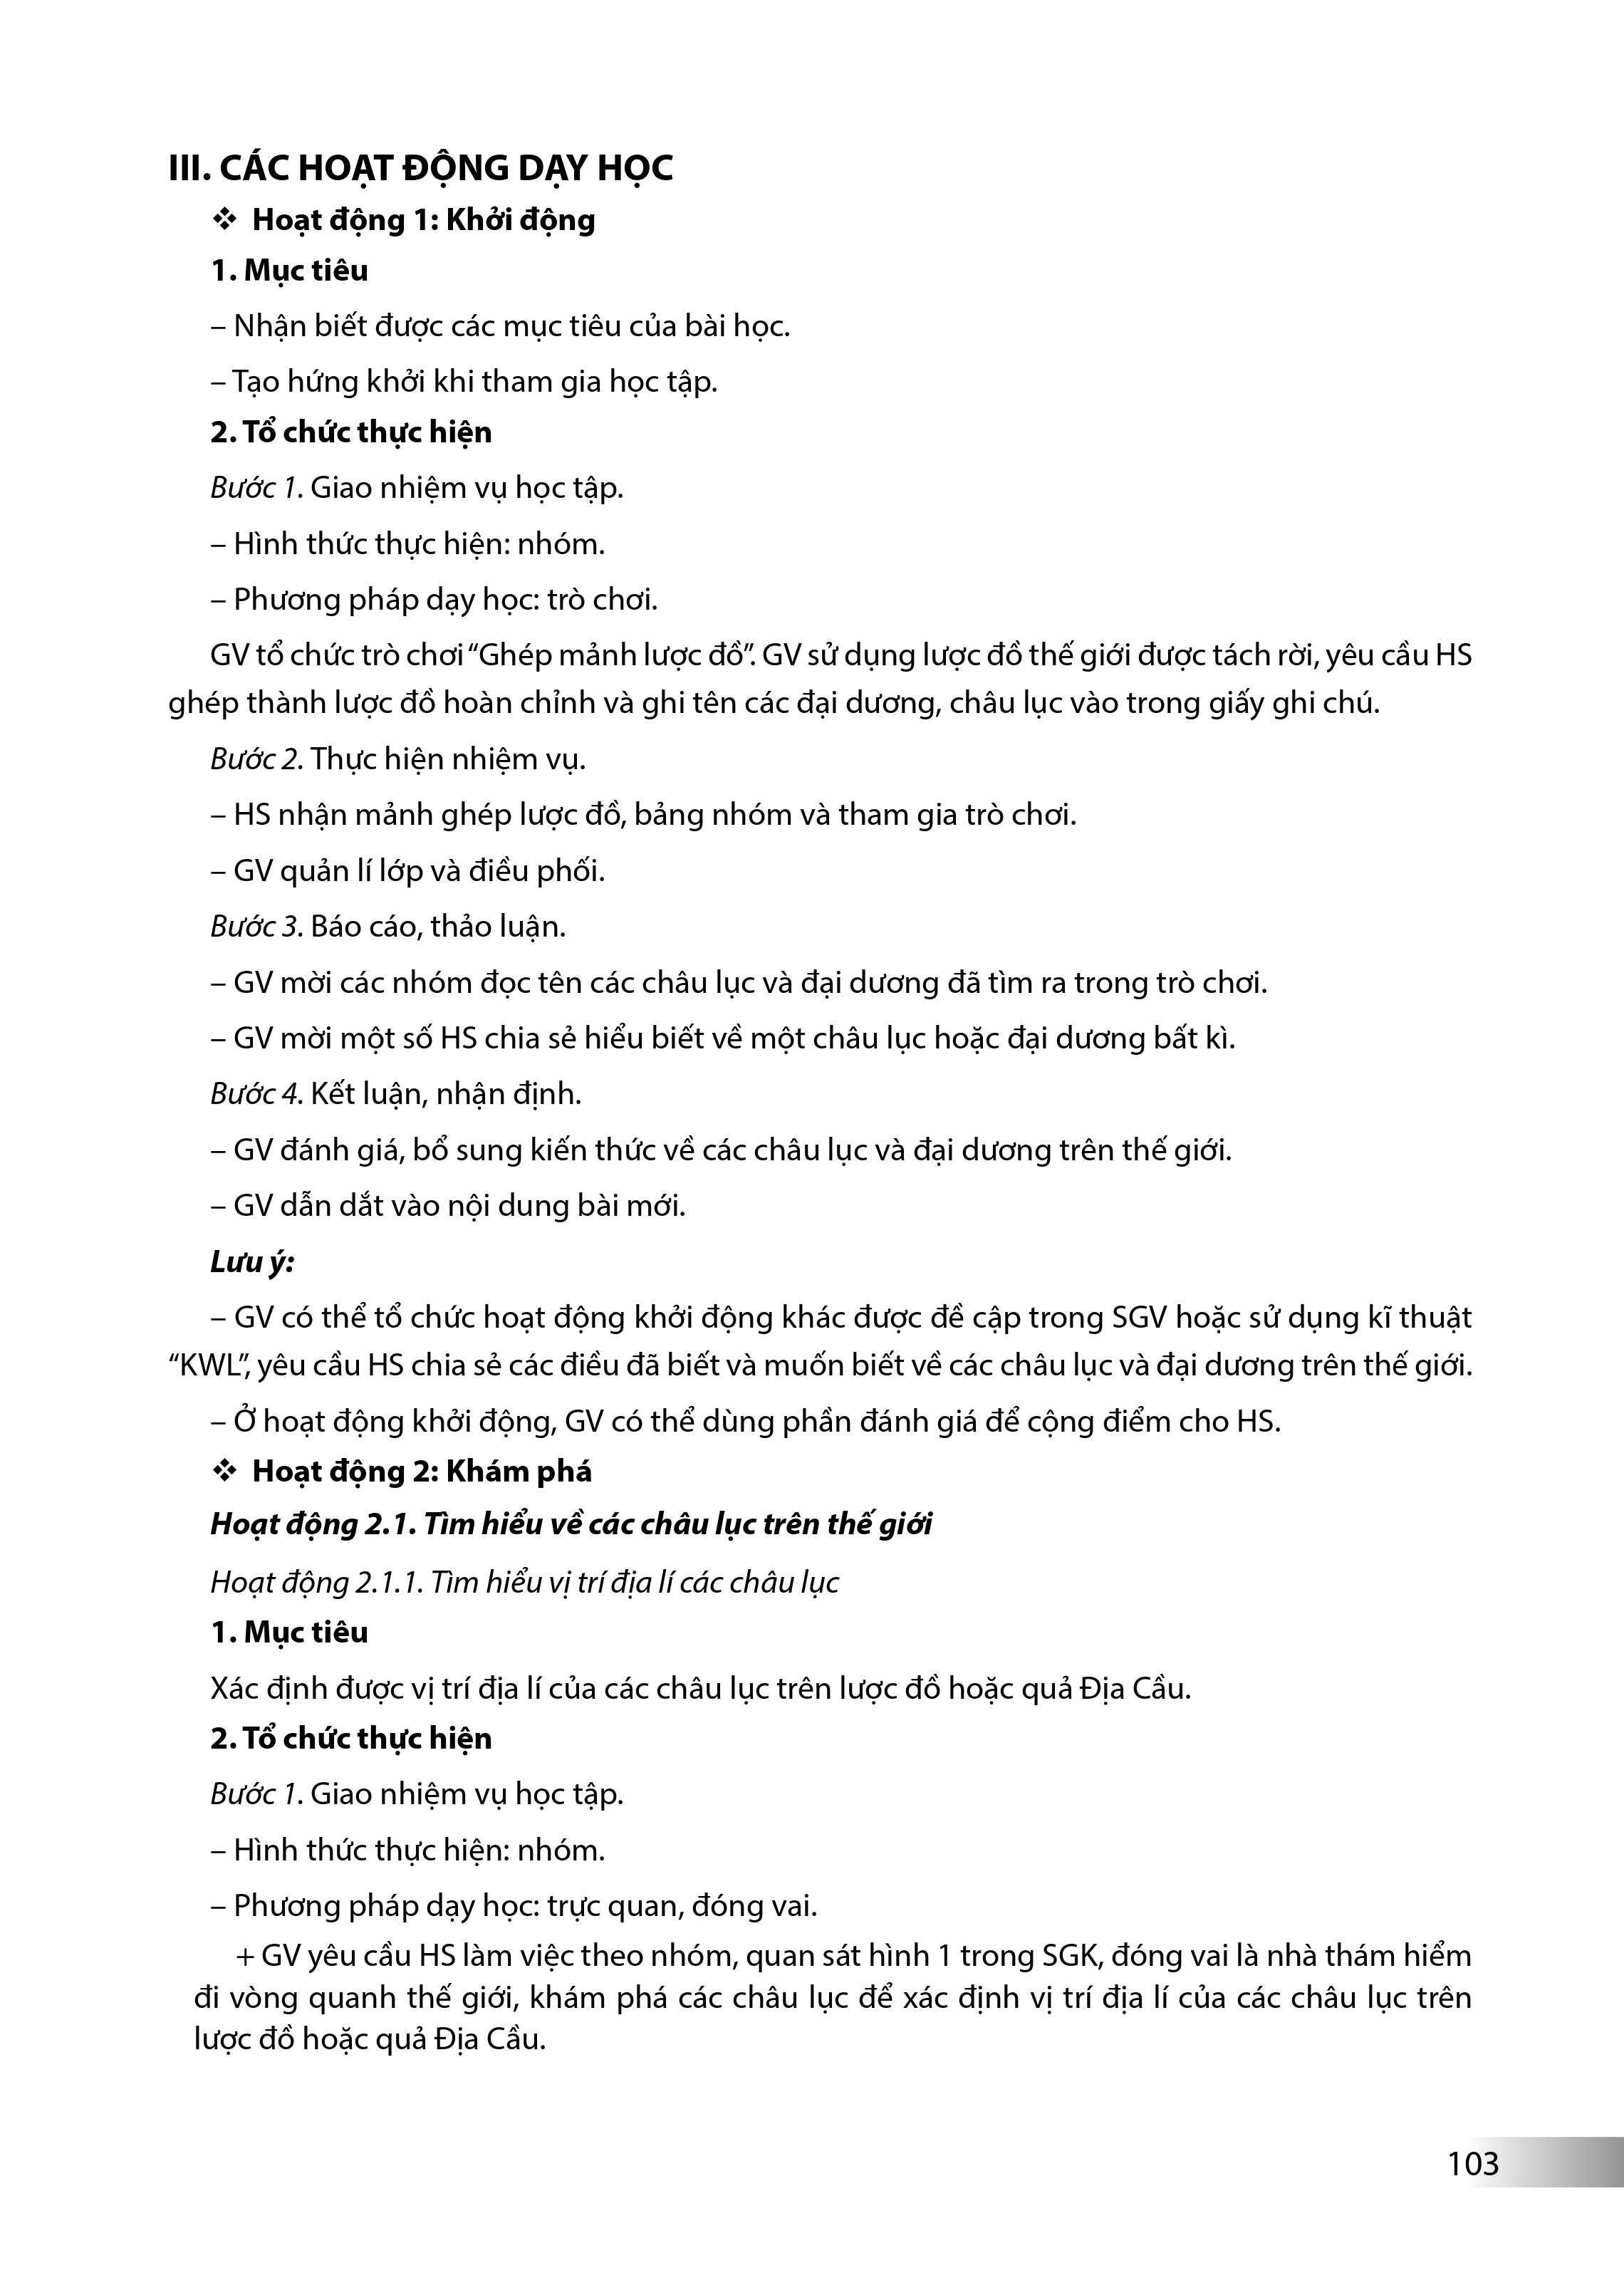 III. CÁC HOẠT ĐỘNG DẠY HỌC
❖ Hoạt động 1: Khởi động
1. Mục tiêu
– Nhận biết được các mục tiêu của bài học.
– Tạo hứng khởi khi tham gia học tập.
2. Tổ chức thực hiện
Bước 1. Giao nhiệm vụ học tập.
– Hình thức thực hiện: nhóm.
– Phương pháp dạy học: trò chơi.
GV tổ chức trò chơi “Ghép mảnh lược đồ”. GV sử dụng lược đồ thế giới được tách rời, yêu cầu HS
ghép thành lược đồ hoàn chỉnh và ghi tên các đại dương, châu lục vào trong giấy ghi chú.
Bước 2. Thực hiện nhiệm vụ.
– HS nhận mảnh ghép lược đồ, bảng nhóm và tham gia trò chơi.
– GV quản lí lớp và điều phối.
Bước 3. Báo cáo, thảo luận.
– GV mời các nhóm đọc tên các châu lục và đại dương đã tìm ra trong trò chơi.
– GV mời một số HS chia sẻ hiểu biết về một châu lục hoặc đại dương bất kì.
Bước 4. Kết luận, nhận định.
– GV đánh giá, bổ sung kiến thức về các châu lục và đại dương trên thế giới.
– GV dẫn dắt vào nội dung bài mới.
Lưu ý:
– GV có thể tổ chức hoạt động khởi động khác được đề cập trong SGV hoặc sử dụng kĩ thuật
“KWL”, yêu cầu HS chia sẻ các điều đã biết và muốn biết về các châu lục và đại dương trên thế giới.
– Ở hoạt động khởi động, GV có thể dùng phần đánh giá để cộng điểm cho HS.
❖ Hoạt động 2: Khám phá
Hoạt động 2.1. Tìm hiểu về các châu lục trên thế giới
Hoạt động 2.1.1. Tìm hiểu vị trí địa lí các châu lục
1. Mục tiêu
Xác định được vị trí địa lí của các châu lục trên lược đồ hoặc quả Địa Cầu.
2. Tổ chức thực hiện
Bước 1. Giao nhiệm vụ học tập.
– Hình thức thực hiện: nhóm.
– Phương pháp dạy học: trực quan, đóng vai.
+ GV yêu cầu HS làm việc theo nhóm, quan sát hình 1 trong SGK, đóng vai là nhà thám hiểm
đi vòng quanh thế giới, khám phá các châu lục để xác định vị trí địa lí của các châu lục trên
lược đồ hoặc quả Địa Cầu.
103